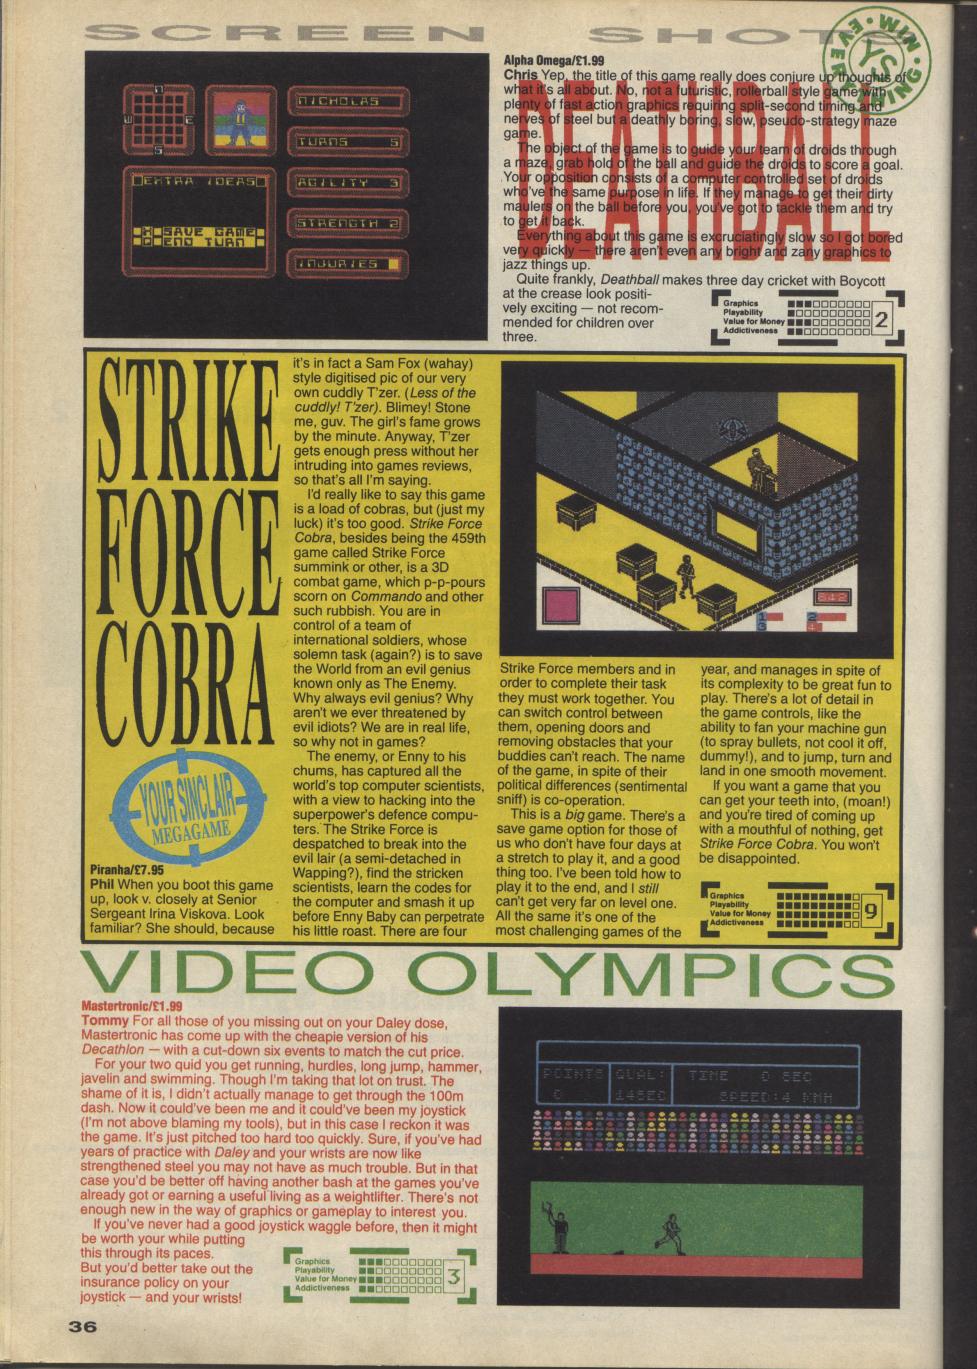 SCREEN SHOTS
WIN
EVERYTHING
YS
N
W E
S
NICHOLAS
TURNS 5
AGILITY 3
STRENGTH 2
INJURIES
EXTRA IDEAS
SAVE GAME
END TURN
DEATHBALL
Alpha Omega/£1.99
Chris Yep, the title of this game really does conjure up thoughts of
what it's all about. No, not a futuristic, rollerball style game with
plenty of fast action graphics requiring split-second timing and
nerves of steel but a deathly boring, slow, pseudo-strategy maze
game.
The object of the game is to guide your team of droids through
a maze, grab hold of the ball and guide the droids to score a goal.
Your opposition consists of a computer controlled set of droids
who've the same purpose in life. If they manage to get their dirty
maulers on the ball before you, you've got to tackle them and try
to get it back.
Everything about this game is excruciatingly slow so I got bored
very quickly — there aren't even any bright and zany graphics to
jazz things up.
Quite frankly, Deathball makes three day cricket with Boycott
at the crease look positi-
vely exciting — not recom-
mended for children over
three.
Graphics
Playability
Value for Money
Addictiveness
2
STRIKE
FORCE
COBRA
YOUR SINCLAIR
MEGAGAME
Piranha/£7.95
Phil When you boot this game
up, look v. closely at Senior
Sergeant Irina Viskova. Look
familiar? She should, because
it's in fact a Sam Fox (wahay)
style digitised pic of our very
own cuddly T'zer. (Less of the
cuddly! T'zer). Blimey! Stone
me, guv. The girl's fame grows
by the minute. Anyway, T'zer
gets enough press without her
intruding into games reviews,
so that's all I'm saying.
I'd really like to say this game
is a load of cobras, but (just my
luck) it's too good. Strike Force
Cobra, besides being the 459th
game called Strike Force
summink or other, is a 3D
combat game, which p-p-pours
scorn on Commando and other
such rubbish. You are in
control of a team of
international soldiers, whose
solemn task (again?) is to save
the World from an evil genius
known only as The Enemy.
Why always evil genius? Why
aren't we ever threatened by
evil idiots? We are in real life,
so why not in games?
The enemy, or Enny to his
chums, has captured all the
world's top computer scientists,
with a view to hacking into the
superpower's defence compu-
ters. The Strike Force is
despatched to break into the
evil lair (a semi-detached in
Wapping?), find the stricken
scientists, learn the codes for
the computer and smash it up
before Enny Baby can perpetrate
his little roast. There are four
842
1 2
3 4
Strike Force members and in
order to complete their task
they must work together. You
can switch control between
them, opening doors and
removing obstacles that your
buddies can't reach. The name
of the game, in spite of their
political differences (sentimental
sniff) is co-operation.
This is a big game. There's a
save game option for those of
us who don't have four days at
a stretch to play it, and a good
thing too. I've been told how to
play it to the end, and I still
can't get very far on level one.
All the same it's one of the
most challenging games of the
year, and manages in spite of
its complexity to be great fun to
play. There's a lot of detail in
the game controls, like the
ability to fan your machine gun
(to spray bullets, not cool it off,
dummy!), and to jump, turn and
land in one smooth movement.
If you want a game that you
can get your teeth into, (moan!)
and you're tired of coming up
with a mouthful of nothing, get
Strike Force Cobra. You won't
be disappointed.
Graphics
Playability
Value for Money
Addictiveness
9
VIDEO OLYMPICS
Mastertronic/£1.99
Tommy For all those of you missing out on your Daley dose,
Mastertronic has come up with the cheapie version of his
Decathlon — with a cut-down six events to match the cut price.
For your two quid you get running, hurdles, long jump, hammer,
javelin and swimming. Though I'm taking that lot on trust. The
shame of it is, I didn't actually manage to get through the 100m
dash. Now it could've been me and it could've been my joystick
(I'm not above blaming my tools), but in this case I reckon it was
the game. It's just pitched too hard too quickly. Sure, if you've had
years of practice with Daley and your wrists are now like
strengthened steel you may not have as much trouble. But in that
case you'd be better off having another bash at the games you've
already got or earning a useful living as a weightlifter. There's not
enough new in the way of graphics or gameplay to interest you.
If you've never had a good joystick waggle before, then it might
be worth your while putting
this through its paces.
But you'd better take out the
insurance policy on your
joystick — and your wrists!
Graphics
Playability
Value for Money
Addictiveness
3
POINTS QUAL: TIME 0 SEC
0 14SEC SPEED:4 KMH
36